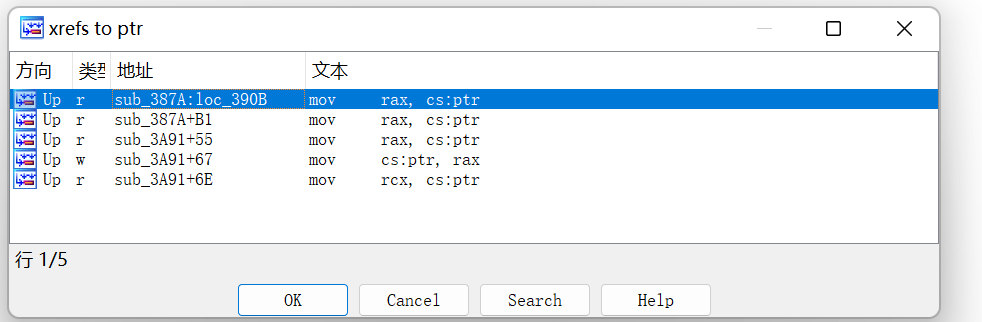 xrefs to ptr
方向 类型 地址 文本
Up r sub_387A:loc_390B mov rax, cs:ptr
Up r sub_387A+B1 mov rax, cs:ptr
Up r sub_3A91+55 mov rax, cs:ptr
Up w sub_3A91+67 mov cs:ptr, rax
Up r sub_3A91+6E mov rcx, cs:ptr
行 1/5
OK Cancel Search Help